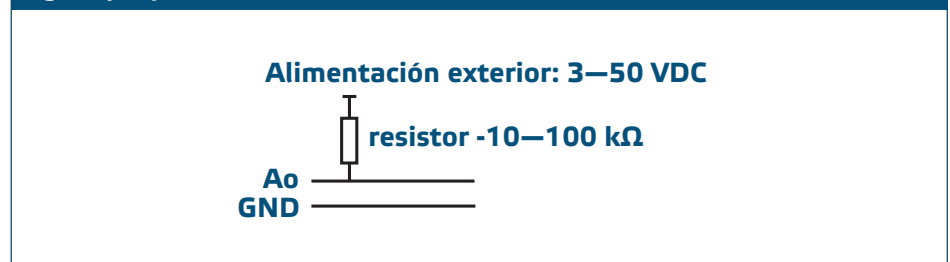 Alimentación exterior: 3—50 VDC
resistor -10—100 kΩ
Ao
GND